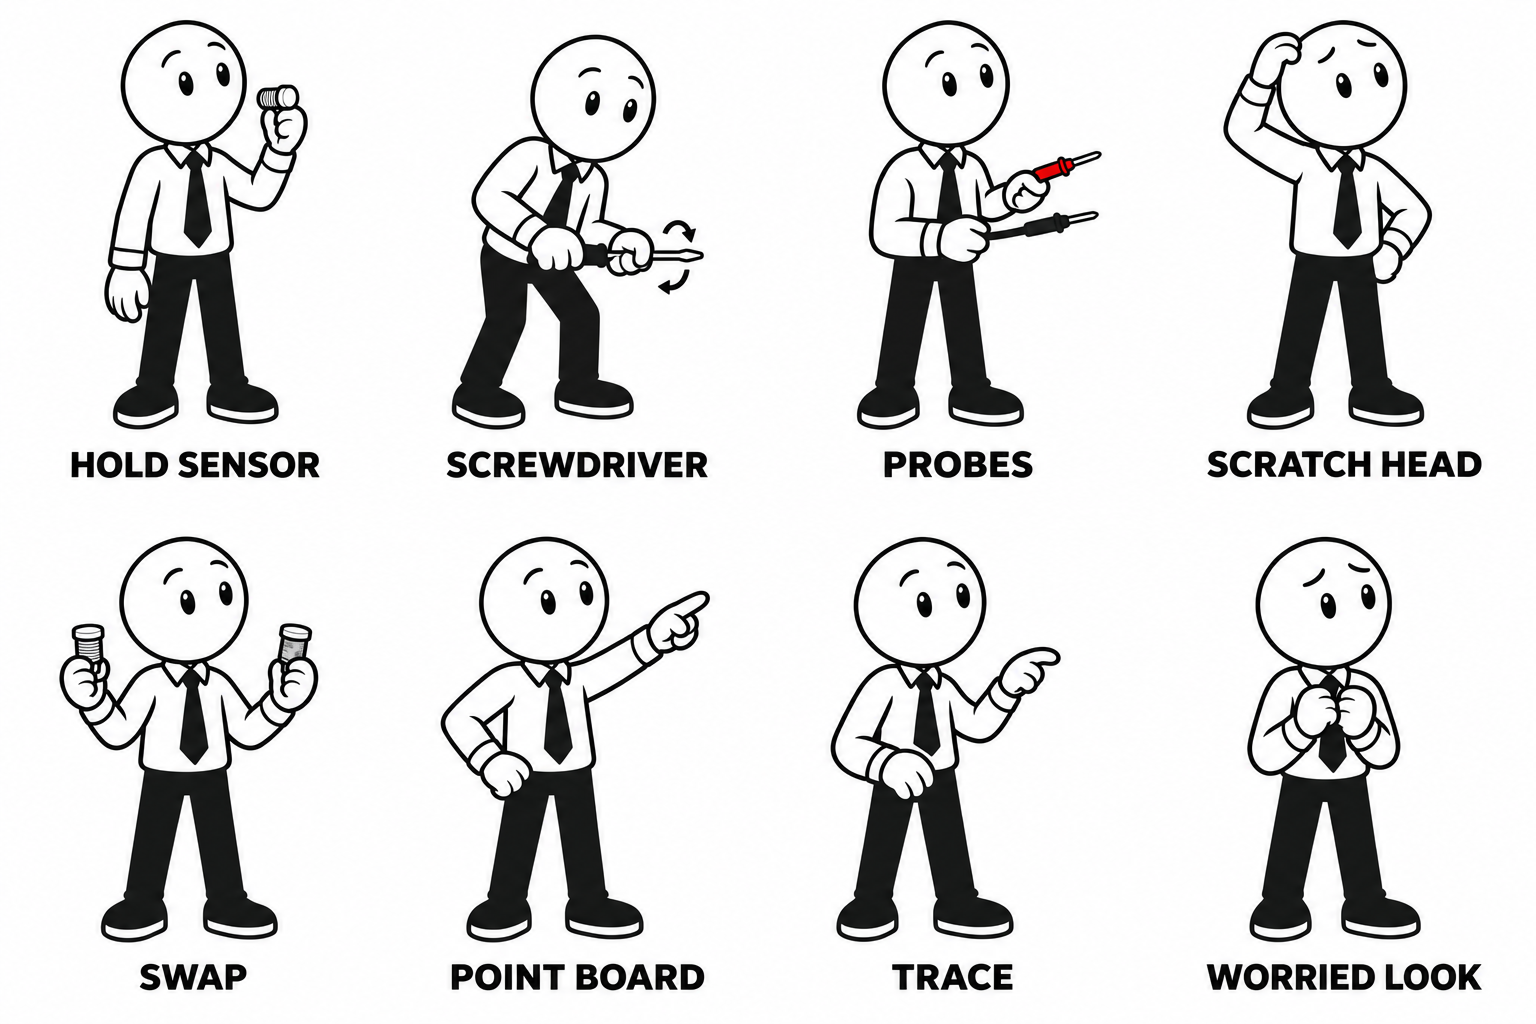 HOLD SENSOR
SCREWDRIVER
PROBES
SCRATCH HEAD
SWAP
POINT BOARD
TRACE
WORRIED LOOK